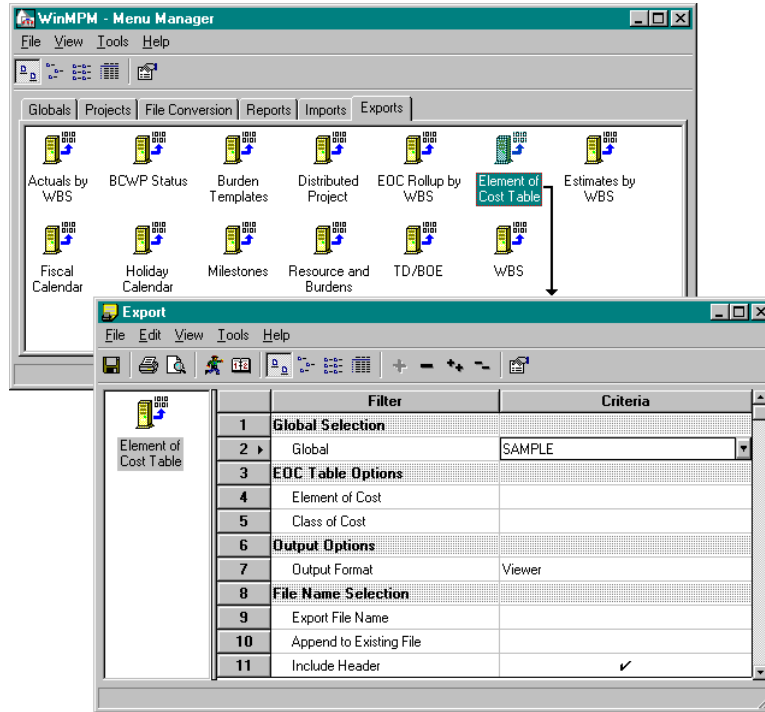 WinMPM - Menu Manager
File View Tools Help
Globals Projects File Conversion Reports Imports Exports
Actuals by WBS
BCWP Status
Burden Templates
Distributed Project
EOC Rollup by WBS
Element of Cost Table
Estimates by WBS
Fiscal Calendar
Holiday Calendar
Milestones
Resource and Burdens
TD/BOE
WBS
Export
File Edit View Tools Help
Element of Cost Table
Filter Criteria
1 Global Selection
2 Global SAMPLE
3 EOC Table Options
4 Element of Cost
5 Class of Cost
6 Output Options
7 Output Format Viewer
8 File Name Selection
9 Export File Name
10 Append to Existing File
11 Include Header ✓